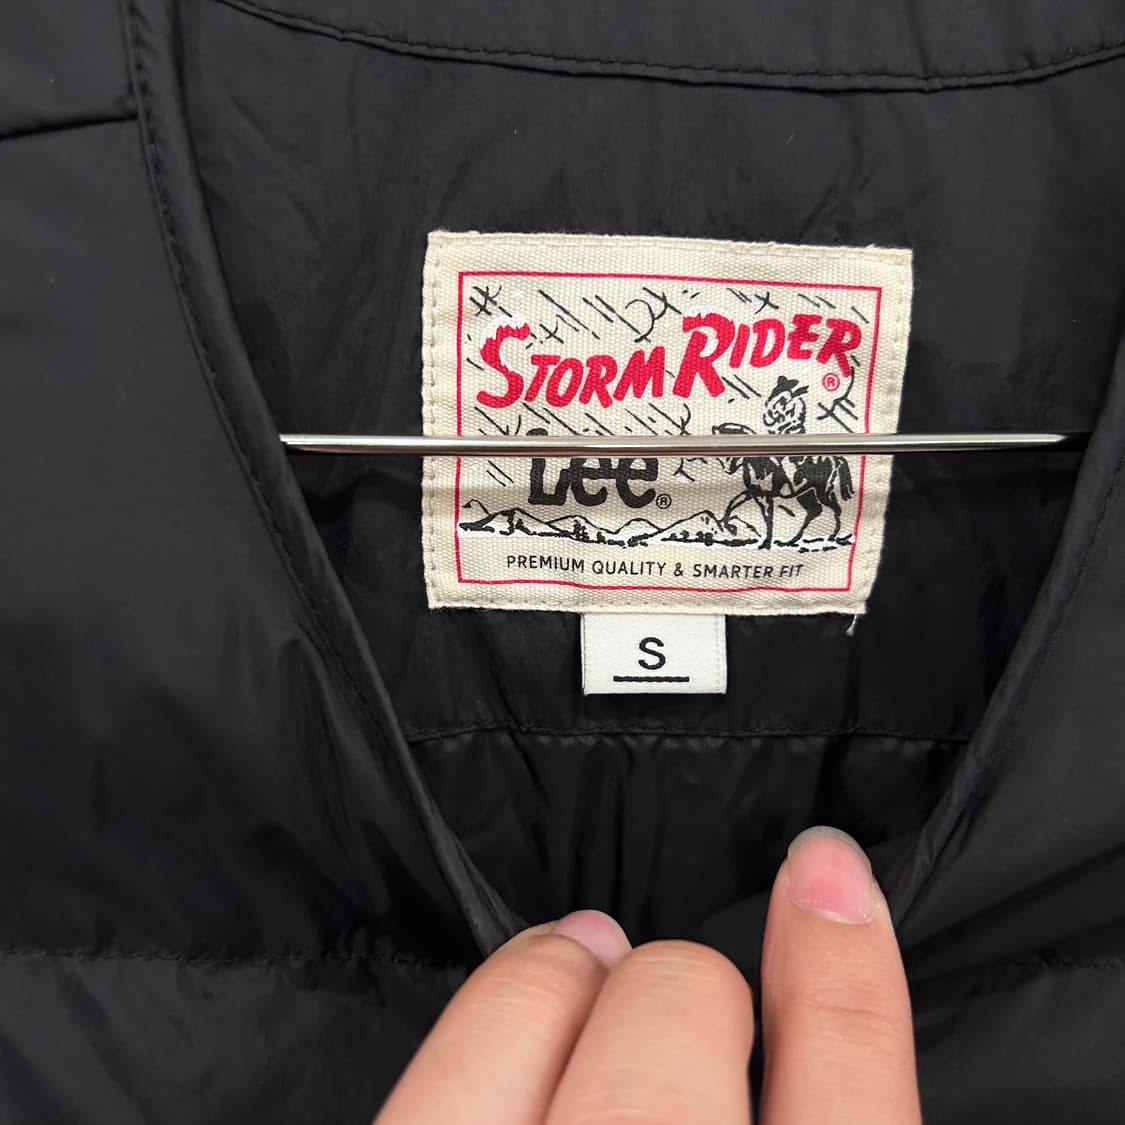 STORM RIDER®
Lee®
PREMIUM QUALITY & SMARTER FIT
S